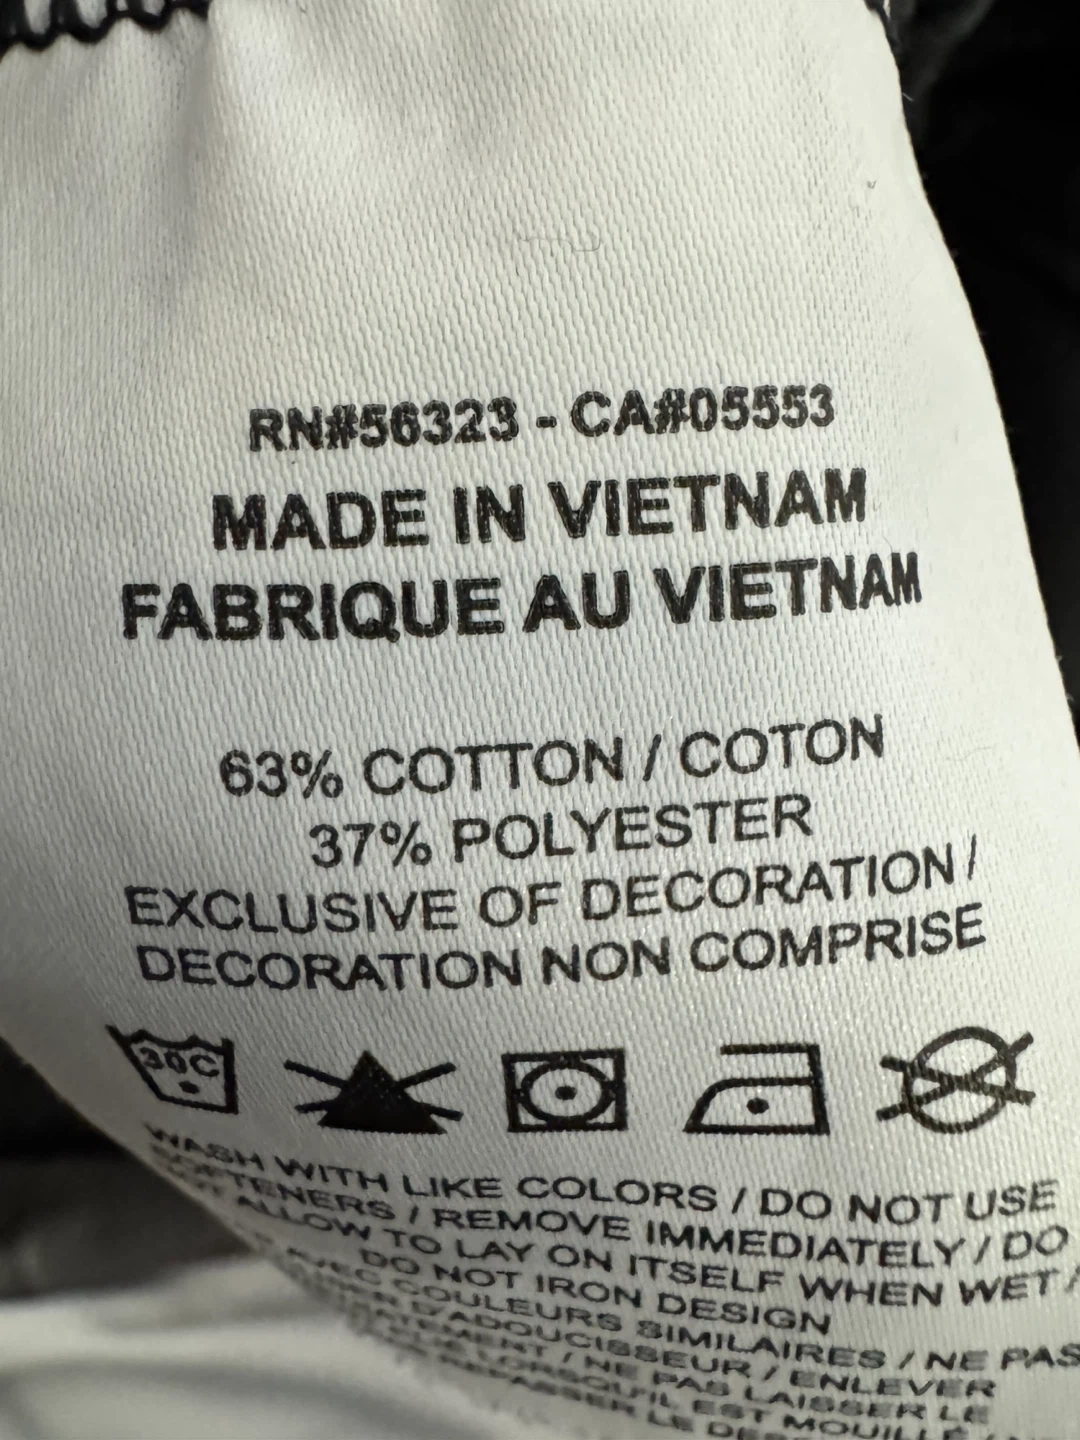 RN#56323 - CA#05553
MADE IN VIETNAM
FABRIQUE AU VIETNAM
63% COTTON / COTON
37% POLYESTER
EXCLUSIVE OF DECORATION /
DECORATION NON COMPRISE
30C
WASH WITH LIKE COLORS / DO NOT USE
SOFTENERS / REMOVE IMMEDIATELY / DO
NOT ALLOW TO LAY ON ITSELF WHEN WET /
DO NOT IRON DESIGN
AVEC COULEURS SIMILAIRES / NE PAS
D'ADOUCISSEUR / ENLEVER
/ NE PAS LAISSER LE
LORSQU'IL EST MOUILLÉ /
LE